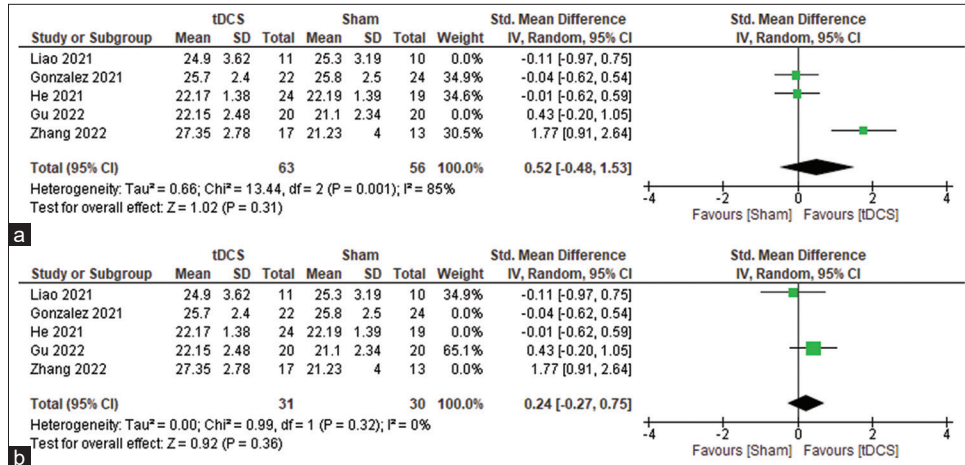 tDCS Sham Std. Mean Difference Std. Mean Difference
Study or Subgroup Mean SD Total Mean SD Total Weight IV, Random, 95% CI IV, Random, 95% CI
Liao 2021 24.9 3.62 11 25.3 3.19 10 0.0% -0.11 [-0.97, 0.75]
Gonzalez 2021 25.7 2.4 22 25.8 2.5 24 34.9% -0.04 [-0.62, 0.54]
He 2021 22.17 1.38 24 22.19 1.39 19 34.6% -0.01 [-0.62, 0.59]
Gu 2022 22.15 2.48 20 21.1 2.34 20 0.0% 0.43 [-0.20, 1.05]
Zhang 2022 27.35 2.78 17 21.23 4 13 30.5% 1.77 [0.91, 2.64]
Total (95% CI) 63 56 100.0% 0.52 [-0.48, 1.53]
Heterogeneity: Tau² = 0.66; Chi² = 13.44, df = 2 (P = 0.001); I² = 85%
Test for overall effect: Z = 1.02 (P = 0.31)
-4 -2 0 2 4
Favours [Sham] Favours [tDCS]
a
tDCS Sham Std. Mean Difference Std. Mean Difference
Study or Subgroup Mean SD Total Mean SD Total Weight IV, Random, 95% CI IV, Random, 95% CI
Liao 2021 24.9 3.62 11 25.3 3.19 10 34.9% -0.11 [-0.97, 0.75]
Gonzalez 2021 25.7 2.4 22 25.8 2.5 24 0.0% -0.04 [-0.62, 0.54]
He 2021 22.17 1.38 24 22.19 1.39 19 0.0% -0.01 [-0.62, 0.59]
Gu 2022 22.15 2.48 20 21.1 2.34 20 65.1% 0.43 [-0.20, 1.05]
Zhang 2022 27.35 2.78 17 21.23 4 13 0.0% 1.77 [0.91, 2.64]
Total (95% CI) 31 30 100.0% 0.24 [-0.27, 0.75]
Heterogeneity: Tau² = 0.00; Chi² = 0.99, df = 1 (P = 0.32); I² = 0%
Test for overall effect: Z = 0.92 (P = 0.36)
-4 -2 0 2 4
Favours [Sham] Favours [tDCS]
b